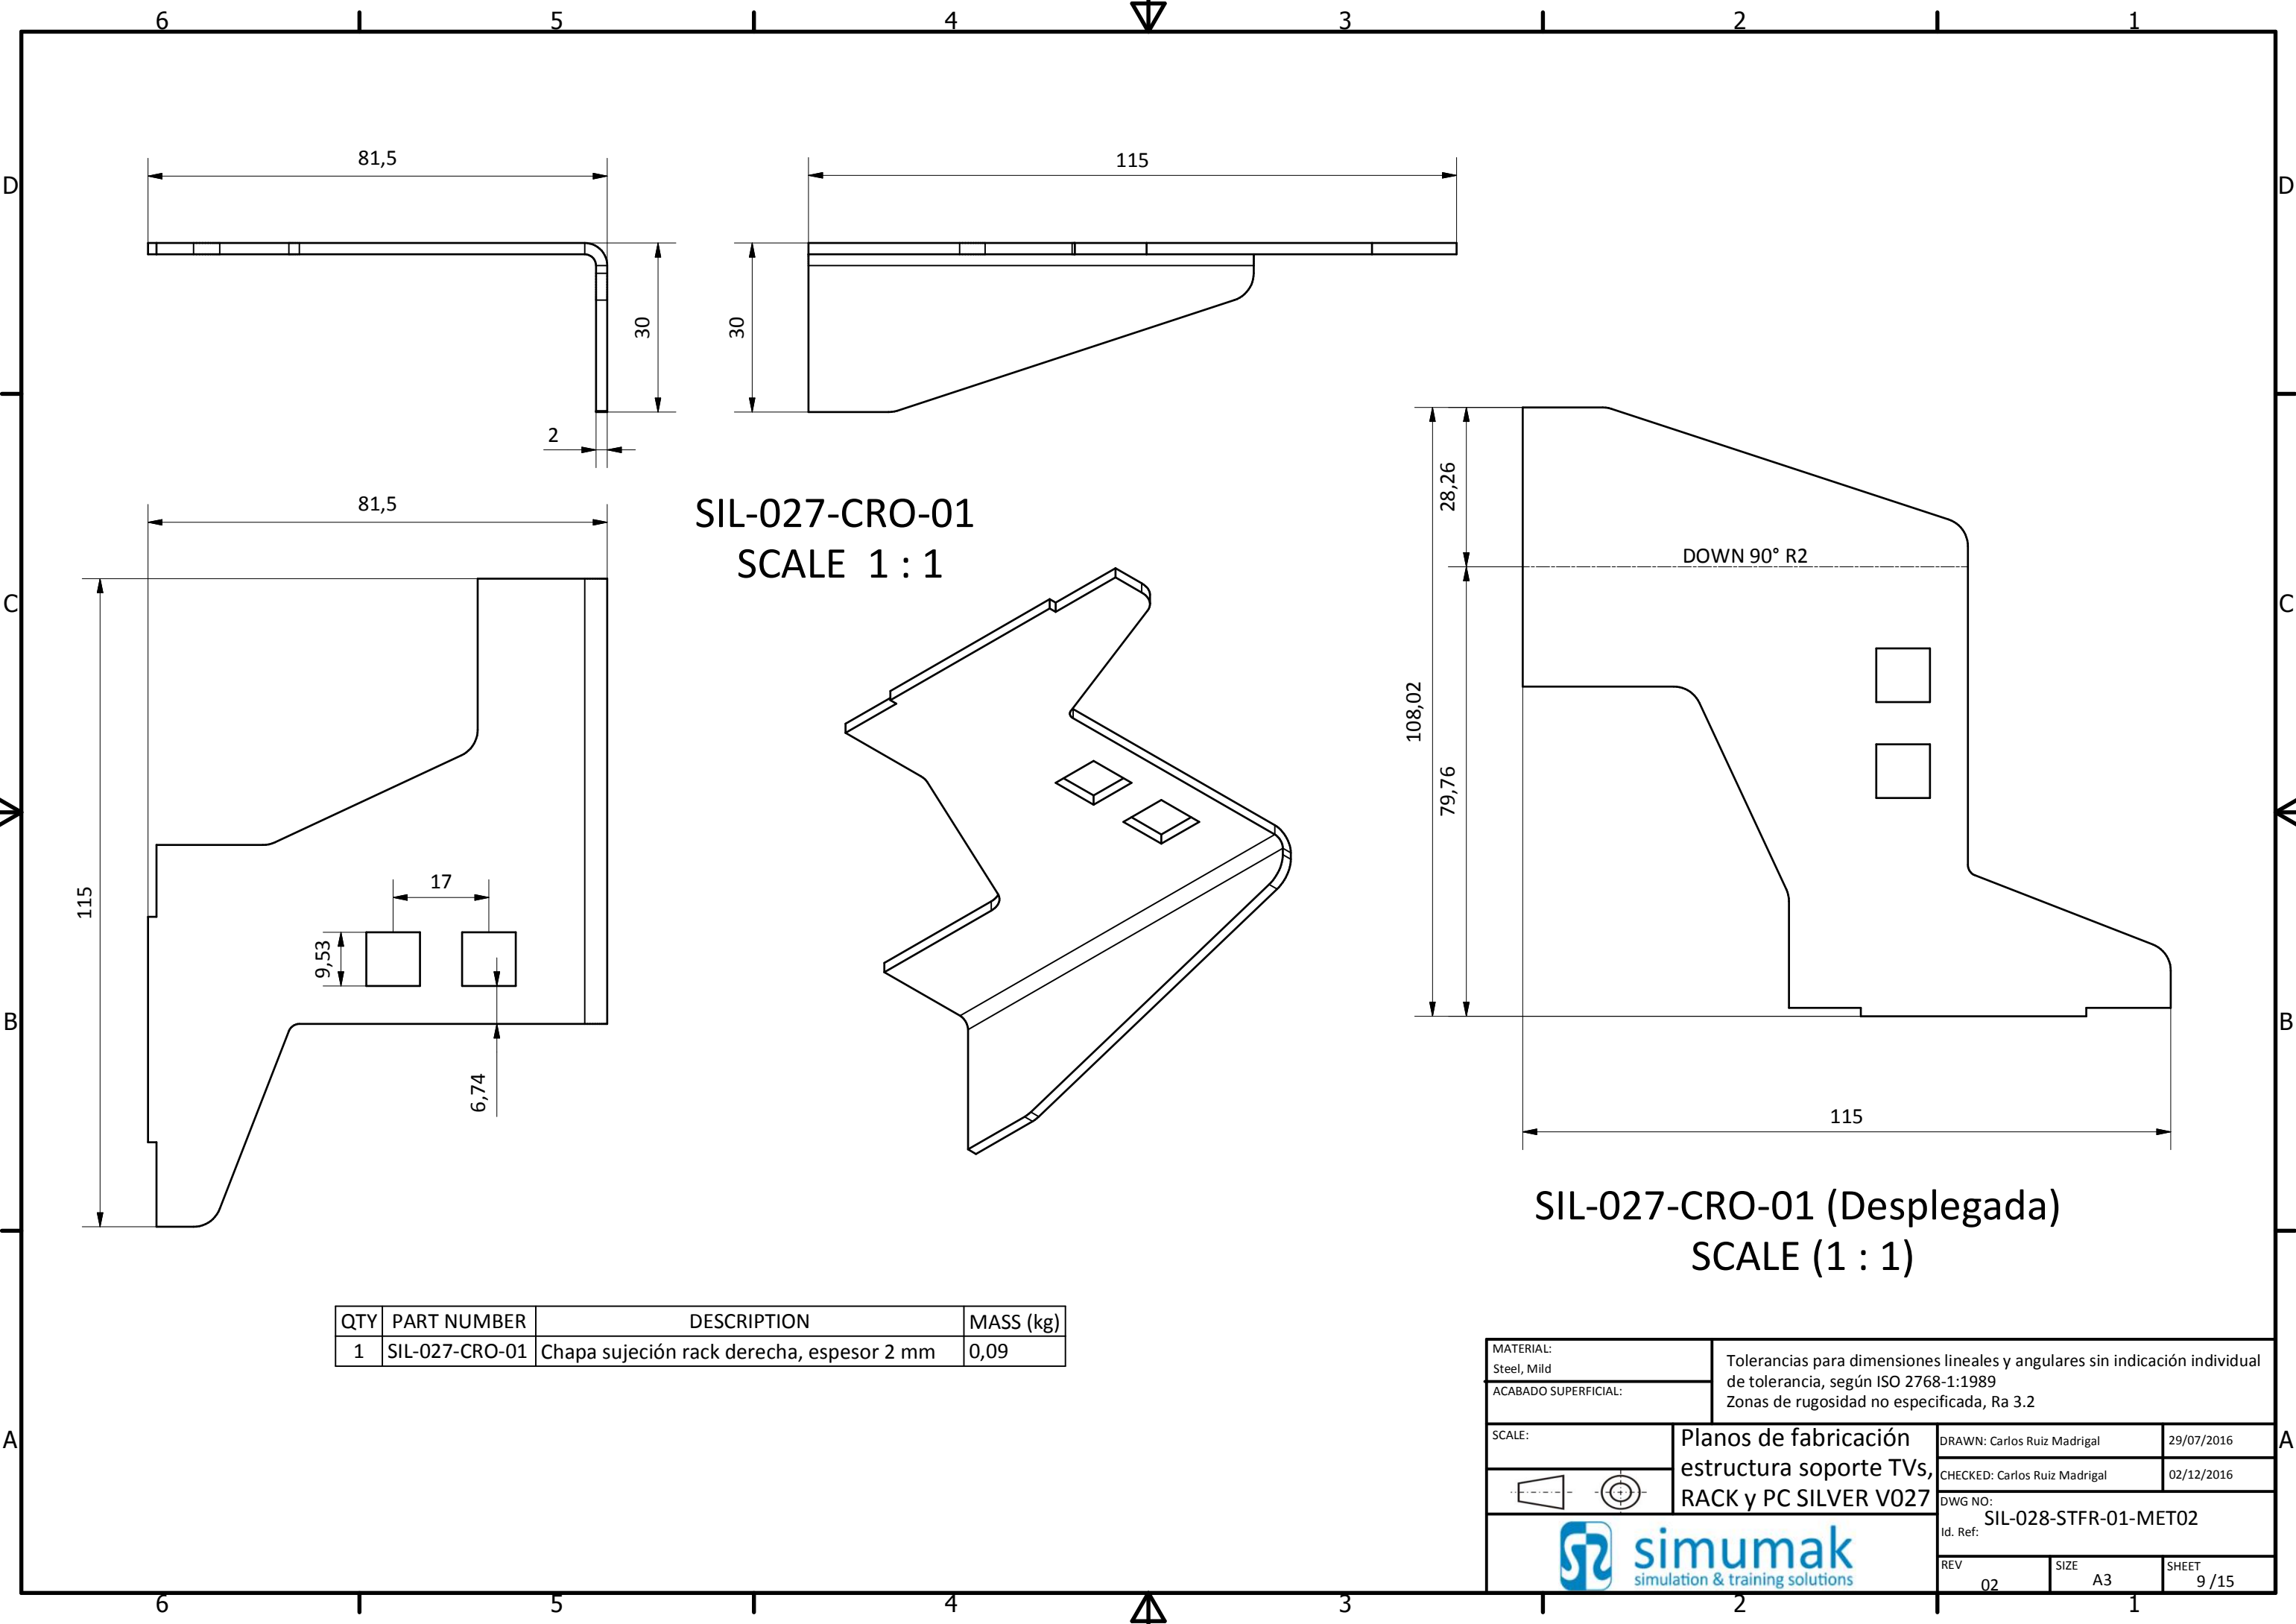 6 5 4 3 2 1
D D
81,5
115
30
30
2
81,5
SIL-027-CRO-01
SCALE 1 : 1
28,26
DOWN 90° R2
C C
108,02
79,76
115
17
9,53
6,74
B B
115
SIL-027-CRO-01 (Desplegada)
SCALE (1 : 1)
QTY PART NUMBER DESCRIPTION MASS (kg)
1 SIL-027-CRO-01 Chapa sujeción rack derecha, espesor 2 mm 0,09
MATERIAL:
Steel, Mild
ACABADO SUPERFICIAL:
Tolerancias para dimensiones lineales y angulares sin indicación individual
de tolerancia, según ISO 2768-1:1989
Zonas de rugosidad no especificada, Ra 3.2
A A
SCALE:
Planos de fabricación
estructura soporte TVs,
RACK y PC SILVER V027
DRAWN: Carlos Ruiz Madrigal 29/07/2016
CHECKED: Carlos Ruiz Madrigal 02/12/2016
DWG NO:
SIL-028-STFR-01-MET02
Id. Ref:
simumak
simulation & training solutions
REV 02
SIZE A3
SHEET 9 /15
6 5 4 3 2 1